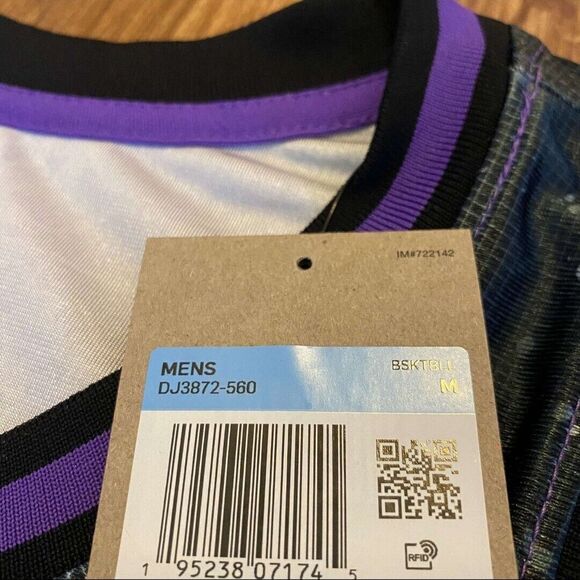 IM#722142
MENS BSKTBLL
DJ3872-560 M
RFID
1 95238 07174 5